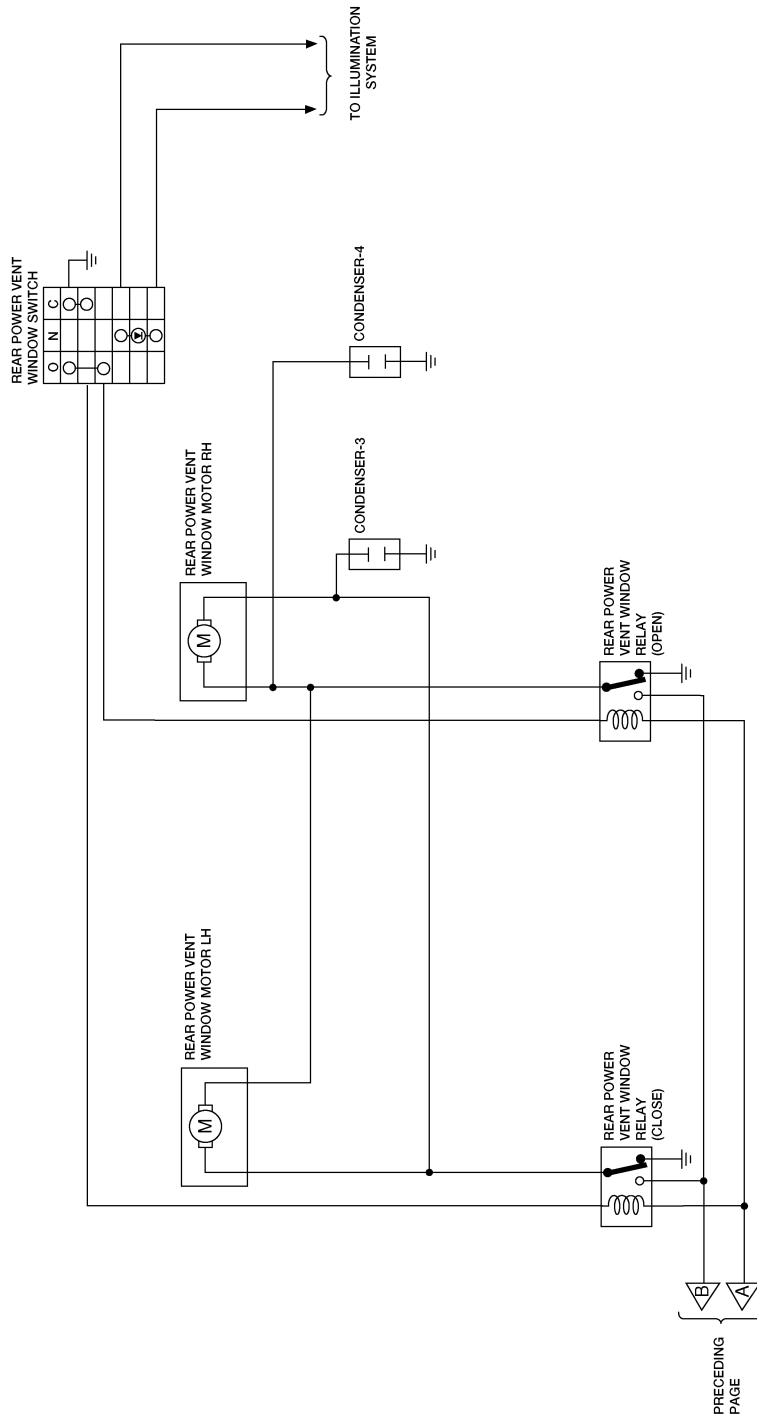 REAR POWER VENT
WINDOW SWITCH
O
N
C
TO ILLUMINATION
SYSTEM
CONDENSER-4
CONDENSER-3
REAR POWER VENT
WINDOW MOTOR RH
M
REAR POWER VENT
WINDOW MOTOR LH
M
REAR POWER
VENT WINDOW
RELAY
(OPEN)
REAR POWER
VENT WINDOW
RELAY
(CLOSE)
B
A
PRECEDING
PAGE